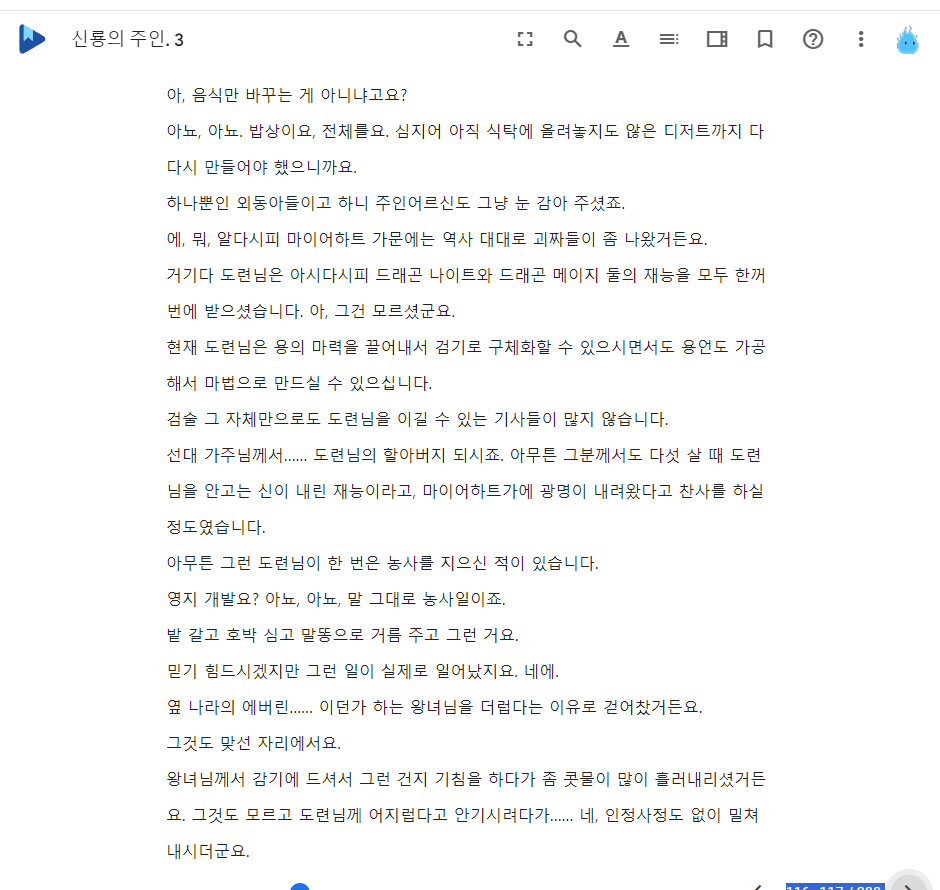 신룡의 주인. 3
아, 음식만 바꾸는 게 아니냐고요?
아뇨, 아뇨. 밥상이요, 전체를요. 심지어 아직 식탁에 올려놓지도 않은 디저트까지 다
다시 만들어야 했으니까요.
하나뿐인 외동아들이고 하니 주인어르신도 그냥 눈 감아 주셨죠.
에, 뭐, 알다시피 마이어하트 가문에는 역사 대대로 괴짜들이 좀 나왔거든요.
거기다 도련님은 아시다시피 드래곤 나이트와 드래곤 메이지 둘의 재능을 모두 한꺼
번에 받으셨습니다. 아, 그건 모르셨군요.
현재 도련님은 용의 마력을 끌어내서 검기로 구체화할 수 있으시면서도 용언도 가공
해서 마법으로 만드실 수 있으십니다.
검술 그 자체만으로도 도련님을 이길 수 있는 기사들이 많지 않습니다.
선대 가주님께서...... 도련님의 할아버지 되시죠. 아무튼 그분께서도 다섯 살 때 도련
님을 안고는 신이 내린 재능이라고, 마이어하트가에 광명이 내려왔다고 찬사를 하실
정도였습니다.
아무튼 그런 도련님이 한 번은 농사를 지으신 적이 있습니다.
영지 개발요? 아뇨, 아뇨, 말 그대로 농사일이죠.
밭 갈고 호박 심고 말똥으로 거름 주고 그런 거요.
믿기 힘드시겠지만 그런 일이 실제로 일어났지요. 네에.
옆 나라의 에버린...... 이던가 하는 왕녀님을 더럽다는 이유로 걷어찼거든요.
그것도 맞선 자리에서요.
왕녀님께서 감기에 드셔서 그런 건지 기침을 하다가 좀 콧물이 많이 흘러내리셨거든
요. 그것도 모르고 도련님께 어지럽다고 안기시려다가...... 네, 인정사정도 없이 밀쳐
내시더군요.